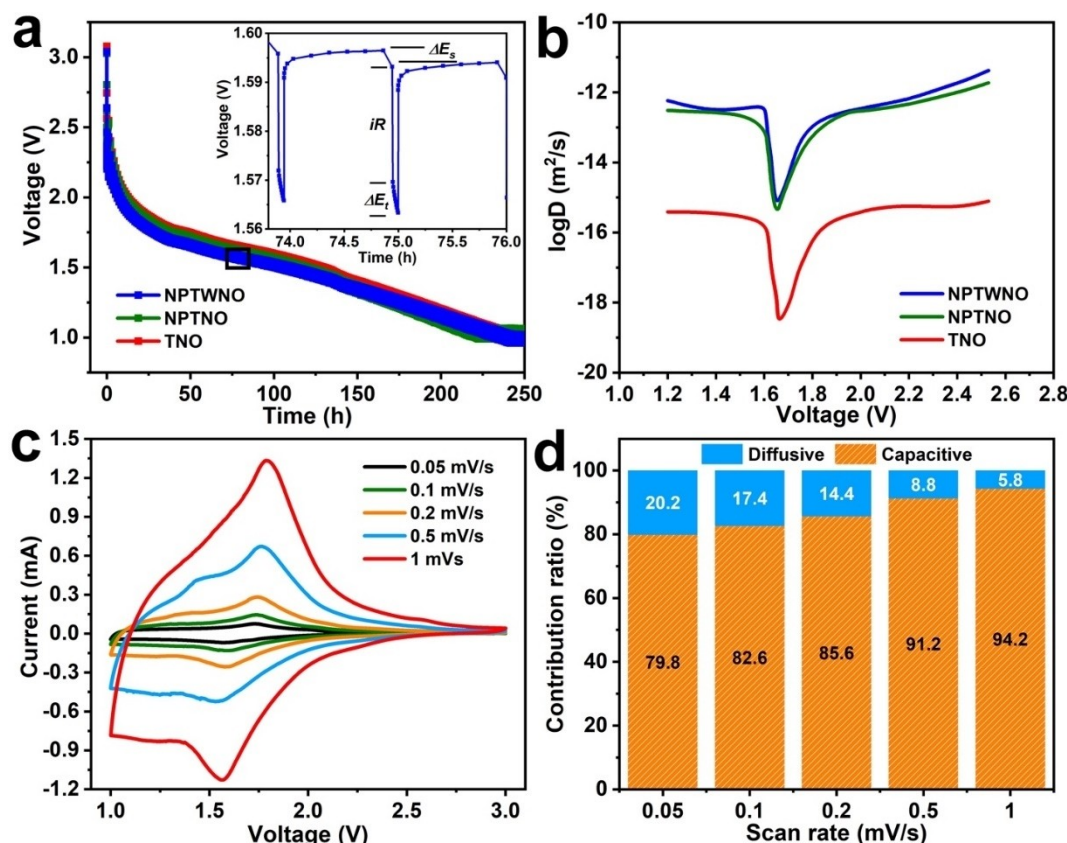 a
3.0
2.5
2.0
1.5
1.0
Voltage (V)
0 50 100 150 200 250
Time (h)
NPTWNO
NPTNO
TNO
1.60
1.59
1.58
1.57
1.56
Voltage (V)
74.0 74.5 75.0 75.5 76.0
Time (h)
ΔEs
iR
ΔEt
b
-10
-12
-14
-16
-18
-20
logD (m²/s)
1.0 1.2 1.4 1.6 1.8 2.0 2.2 2.4 2.6 2.8
Voltage (V)
NPTWNO
NPTNO
TNO
c
1.5
1.2
0.9
0.6
0.3
0.0
-0.3
-0.6
-0.9
-1.2
Current (mA)
1.0 1.5 2.0 2.5 3.0
Voltage (V)
0.05 mV/s
0.1 mV/s
0.2 mV/s
0.5 mV/s
1 mVs
d
Diffusive Capacitive
100
80
60
40
20
0
Contribution ratio (%)
20.2 17.4 14.4 8.8 5.8
79.8 82.6 85.6 91.2 94.2
0.05 0.1 0.2 0.5 1
Scan rate (mV/s)